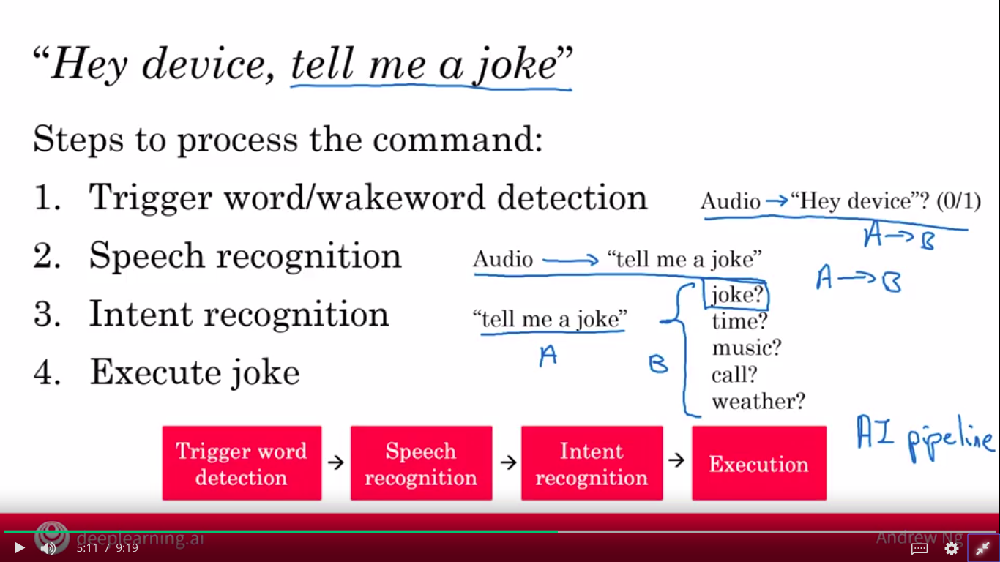 “Hey device, tell me a joke”
Steps to process the command:
1. Trigger word/wakeword detection
Audio → “Hey device”? (0/1)
A → B
2. Speech recognition
Audio → “tell me a joke”
A → B
3. Intent recognition
“tell me a joke”
A
B
joke?
time?
music?
call?
weather?
4. Execute joke
Trigger word
detection
→
Speech
recognition
→
Intent
recognition
→
Execution
AI pipeline
deeplearning.ai
Andrew Ng
5:11 / 9:19